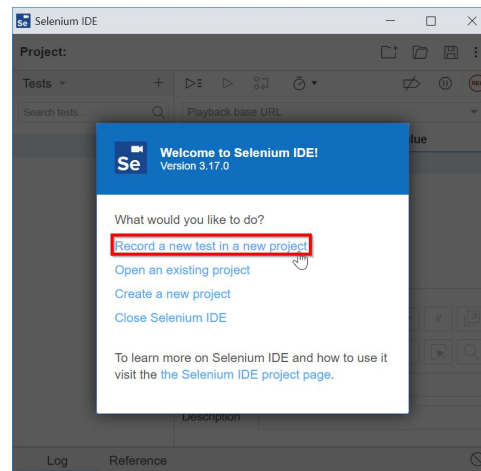 Se Selenium IDE
Project:
Tests
Search tests...
Playback base URL
lue
Se
Welcome to Selenium IDE!
Version 3.17.0
What would you like to do?
Record a new test in a new project
Open an existing project
Create a new project
Close Selenium IDE
To learn more on Selenium IDE and how to use it
visit the the Selenium IDE project page.
Description
Log Reference